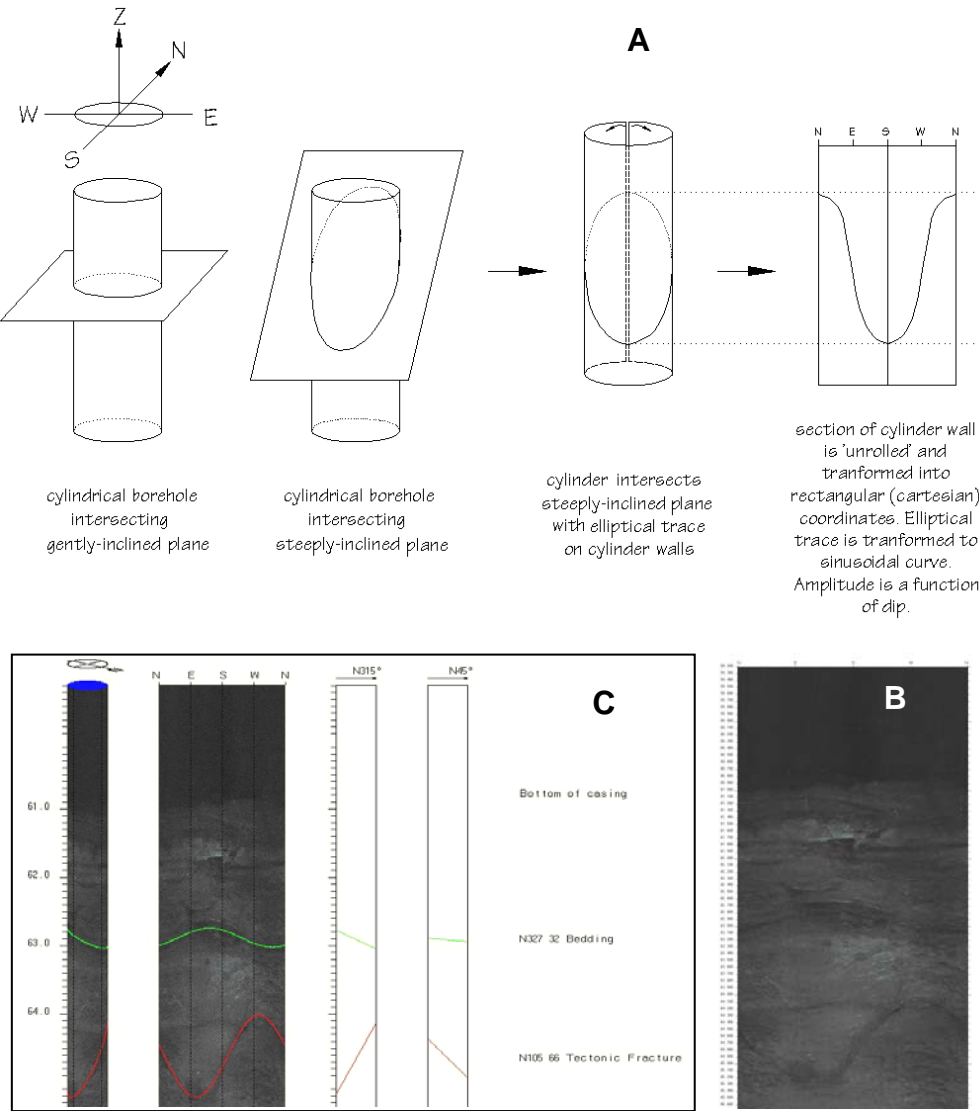 Z
N
W
E
S
A
N E S W N
cylindrical borehole
intersecting
gently-inclined plane
cylindrical borehole
intersecting
steeply-inclined plane
cylinder intersects
steeply-inclined plane
with elliptical trace
on cylinder walls
section of cylinder wall
is 'unrolled' and
tranformed into
rectangular (cartesian)
coordinates. Elliptical
trace is tranformed to
sinusoidal curve.
Amplitude is a function
of dip.
N E S W N
N315°
N45°
C
B
61.0
62.0
63.0
64.0
Bottom of casing
N327 32 Bedding
N105 66 Tectonic Fracture